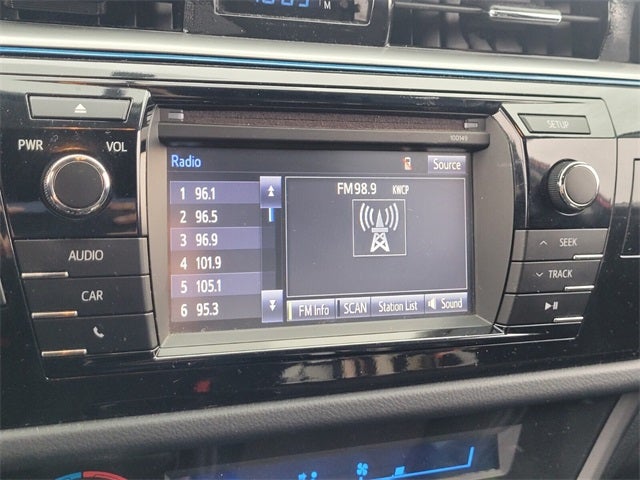 PWR VOL
100149
SETUP
Radio
Source
1 96.1
2 96.5
3 96.9
4 101.9
5 105.1
6 95.3
FM 98.9 KWCP
FM Info SCAN Station List Sound
AUDIO
CAR
SEEK
TRACK